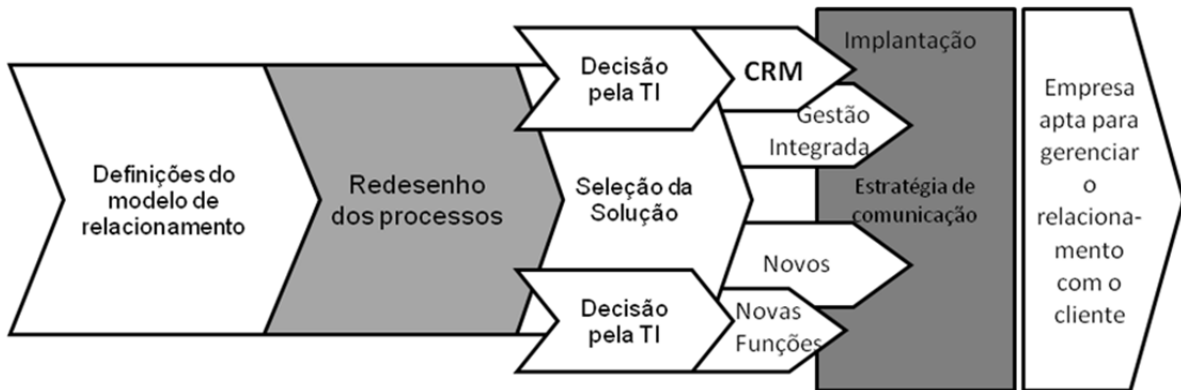 Definições do
modelo de
relacionamento
Redesenho
dos processos
Decisão
pela TI
Seleção da
Solução
Decisão
pela TI
CRM
Gestão
Integrada
Novos
Novas
Funções
Implantação
Estratégia de
comunicação
Empresa
apta para
gerenciar
o
relaciona-
mento
com o
cliente